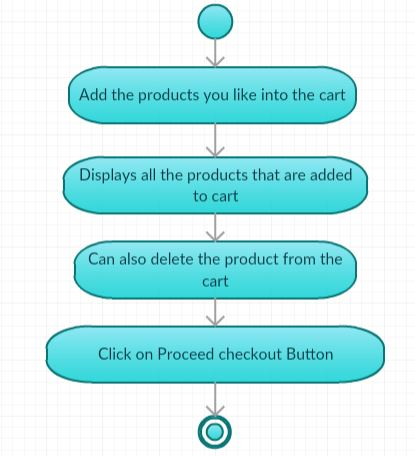 Add the products you like into the cart
Displays all the products that are added
to cart
Can also delete the product from the
cart
Click on Proceed checkout Button